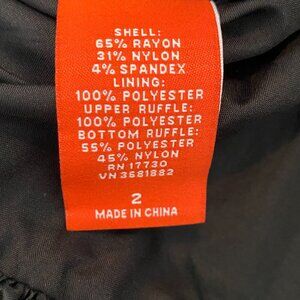 SHELL:
65% RAYON
31% NYLON
4% SPANDEX
LINING:
100% POLYESTER
UPPER RUFFLE:
100% POLYESTER
BOTTOM RUFFLE:
55% POLYESTER
45% NYLON
RN 17730
VN 3681882
2
MADE IN CHINA